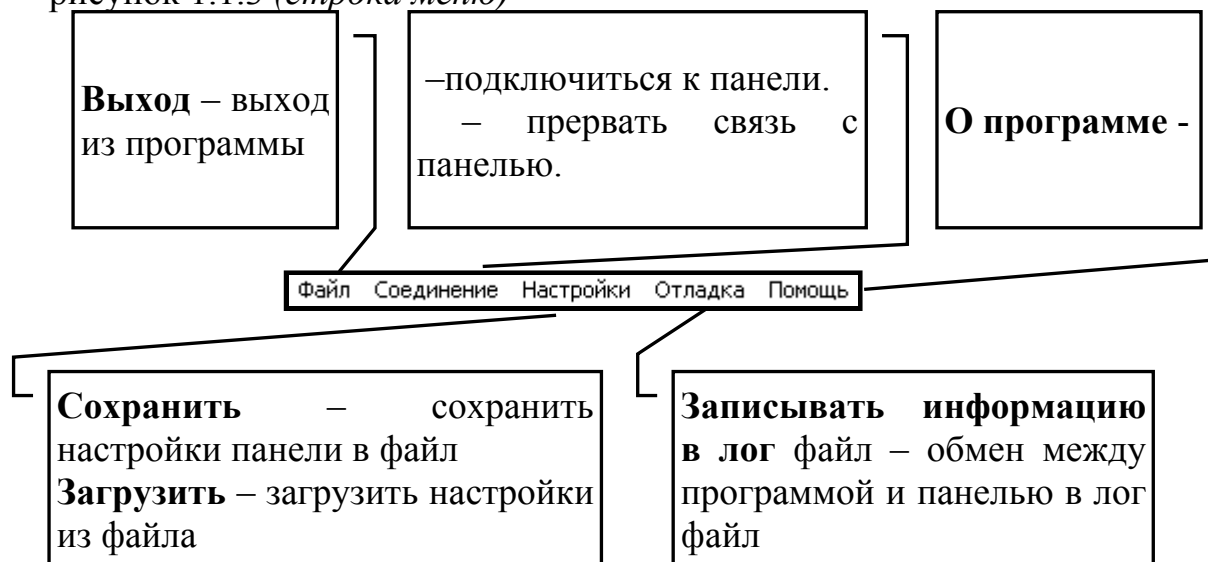 рисунок 1.1.3 (строка меню)
Выход – выход
из программы
–подключиться к панели.
– прервать связь с
панелью.
О программе -
Файл Соединение Настройки Отладка Помощь
Сохранить – сохранить
настройки панели в файл
Загрузить – загрузить настройки
из файла
Записывать информацию
в лог файл – обмен между
программой и панелью в лог
файл